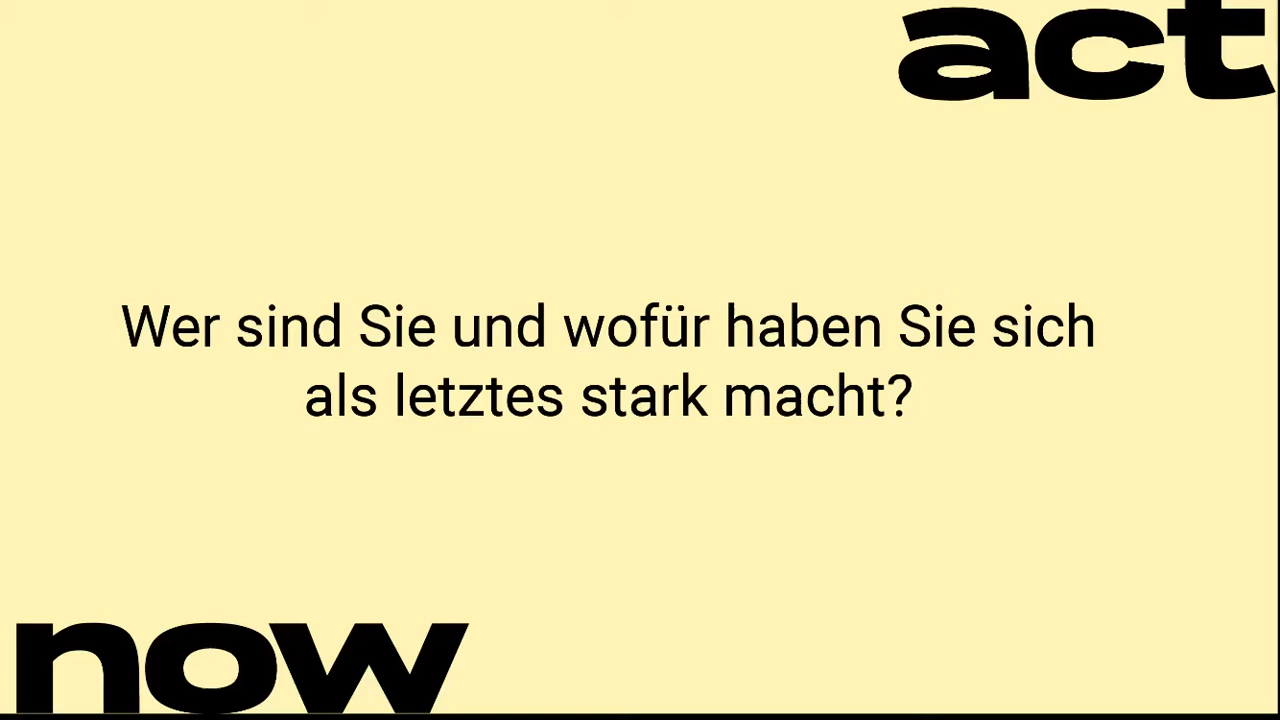 act
Wer sind Sie und wofür haben Sie sich
als letztes stark macht?
now